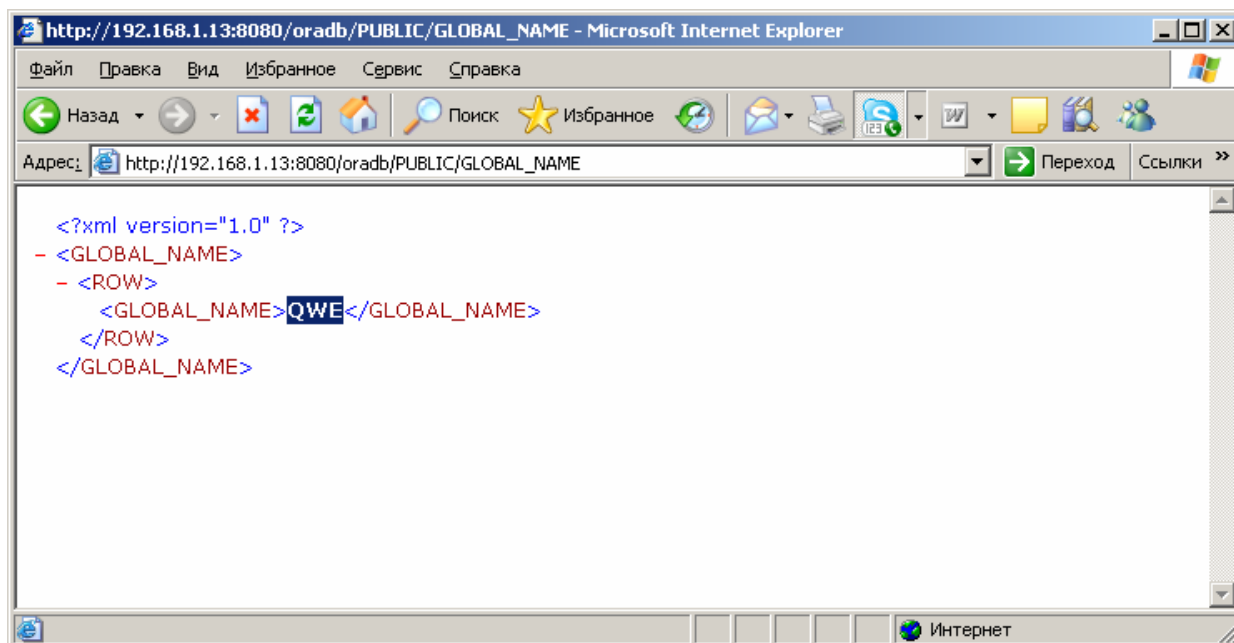 http://192.168.1.13:8080/oradb/PUBLIC/GLOBAL_NAME - Microsoft Internet Explorer
Файл Правка Вид Избранное Сервис Справка
Назад Поиск Избранное 123 W
Адрес: http://192.168.1.13:8080/oradb/PUBLIC/GLOBAL_NAME Переход Ссылки »
<?xml version="1.0" ?>
- <GLOBAL_NAME>
- <ROW>
<GLOBAL_NAME>QWE</GLOBAL_NAME>
</ROW>
</GLOBAL_NAME>
Интернет